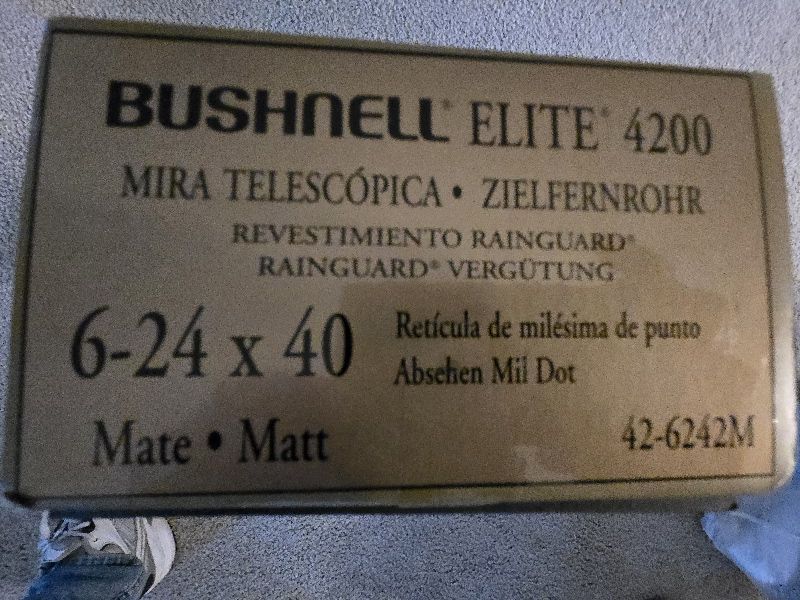 BUSHNELL® ELITE® 4200
MIRA TELESCÓPICA • ZIELFERNROHR
REVESTIMIENTO RAINGUARD®
RAINGUARD® VERGÜTUNG
6-24 x 40
Retícula de milésima de punto
Absehen Mil Dot
Mate • Matt
42-6242M